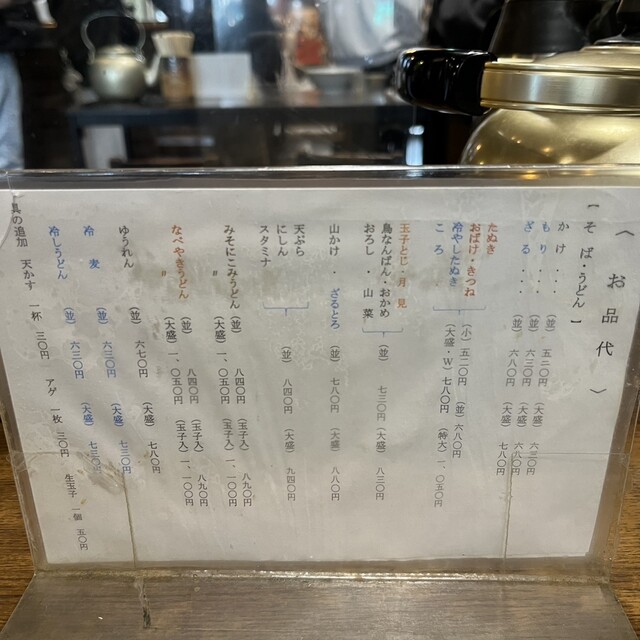 〈 お品代 〉
【そば・うどん】
かけ・・ (並) 五三〇円 (大盛) 六三〇円
もり・・ (並) 五三〇円 (大盛) 六三〇円
ざる・・ (並) 六八〇円 (大盛) 七八〇円
たぬき
おばけ・きつね
冷やしたぬき
ころ
(小) 五三〇円 (並) 六八〇円
(大盛・W) 七八〇円 (特大) 一、〇五〇円
玉子とじ・月見
鳥なんばん・おかめ
おろし・山菜
(並) 七三〇円 (大盛) 八三〇円
山かけ・ざるとろ (並) 七八〇円 (大盛) 八八〇円
天ぷら
にしん
スタミナ
(並) 八四〇円 (大盛) 九四〇円
みそにこみうどん (並) 八四〇円 (玉子入) 八九〇円
〃 (大盛) 一、〇五〇円 (玉子入) 一、一〇〇円
なべやきうどん (並) 八四〇円 (玉子入) 八九〇円
〃 (大盛) 一、〇五〇円 (玉子入) 一、一〇〇円
ゆうれん (並) 六七〇円 (大盛) 七八〇円
冷麦 (並) 六三〇円 (大盛) 七三〇円
冷しうどん (並) 六三〇円 (大盛) 七三〇円
具の追加 天かす 一杯 三〇円 アゲ 一枚 三〇円 生玉子 一個 五〇円